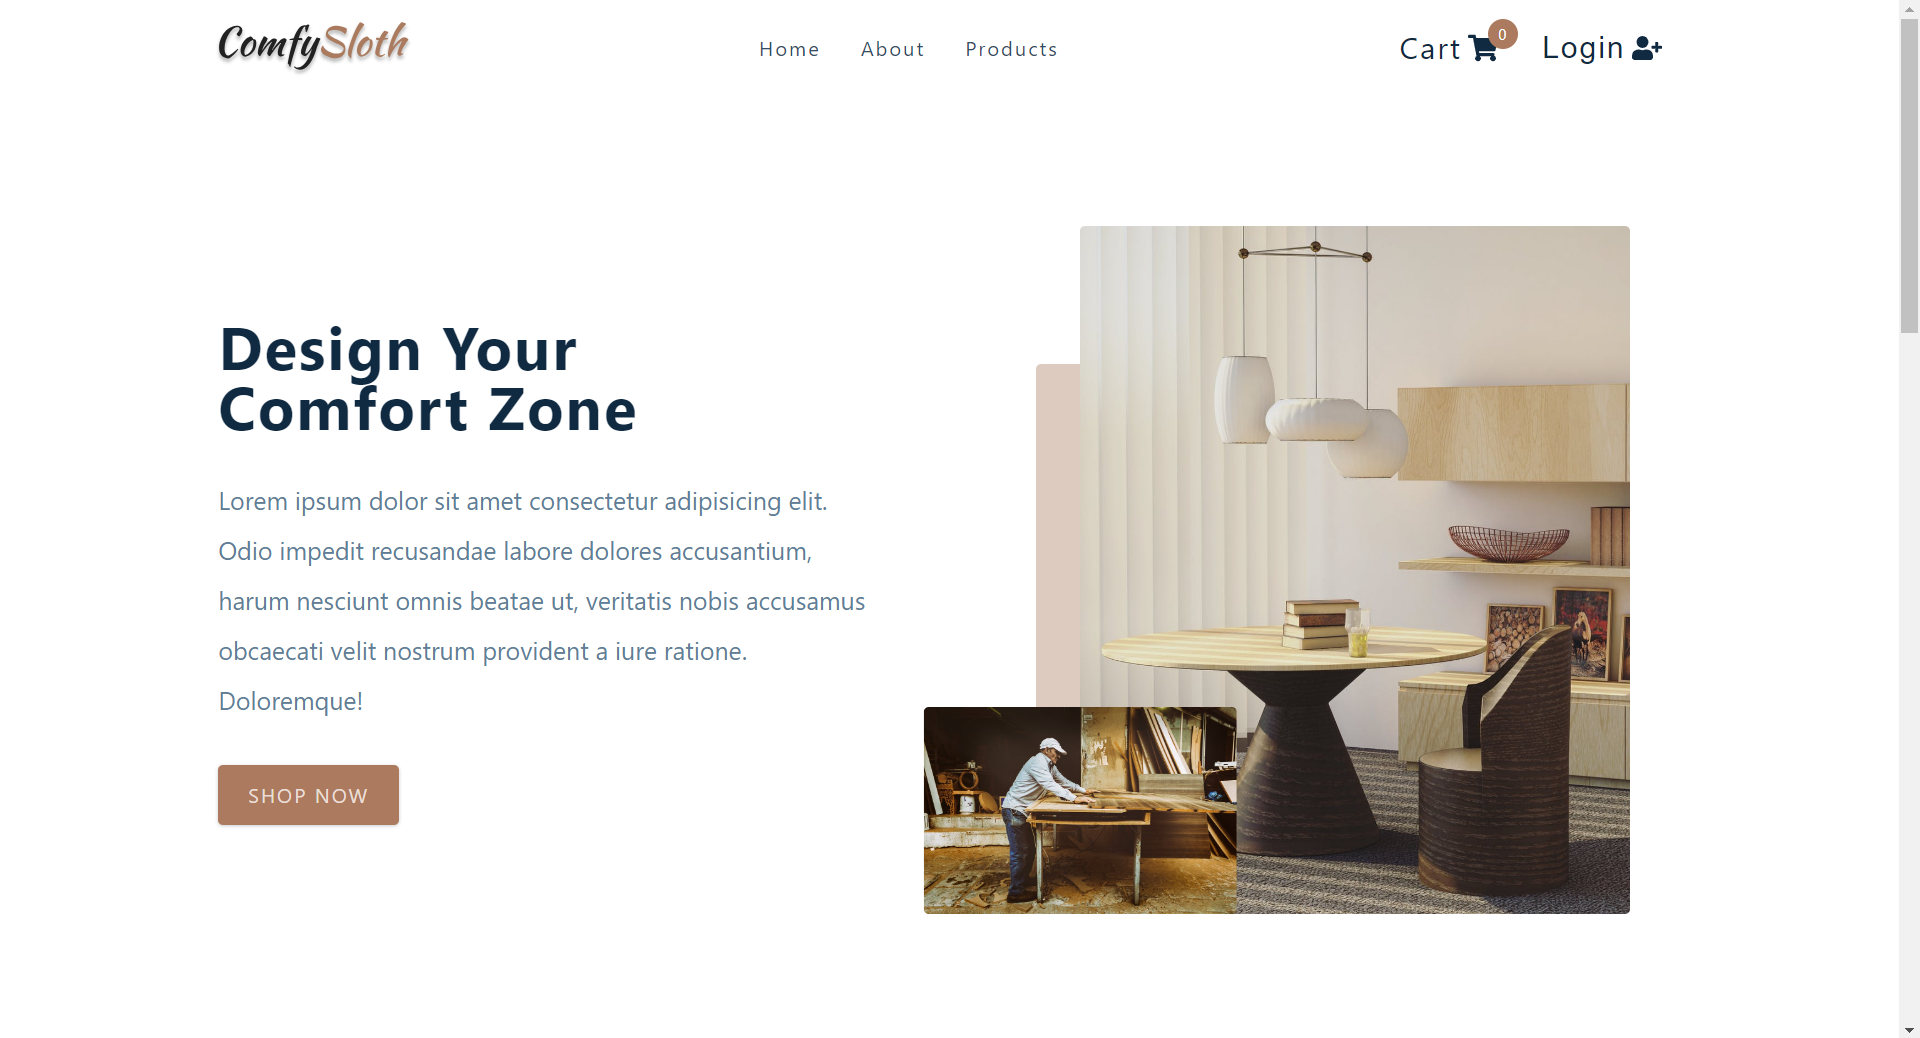 ComfySloth
Home About Products
Cart 0 Login
Design Your
Comfort Zone
Lorem ipsum dolor sit amet consectetur adipisicing elit.
Odio impedit recusandae labore dolores accusantium,
harum nesciunt omnis beatae ut, veritatis nobis accusamus
obcaecati velit nostrum provident a iure ratione.
Doloremque!
SHOP NOW